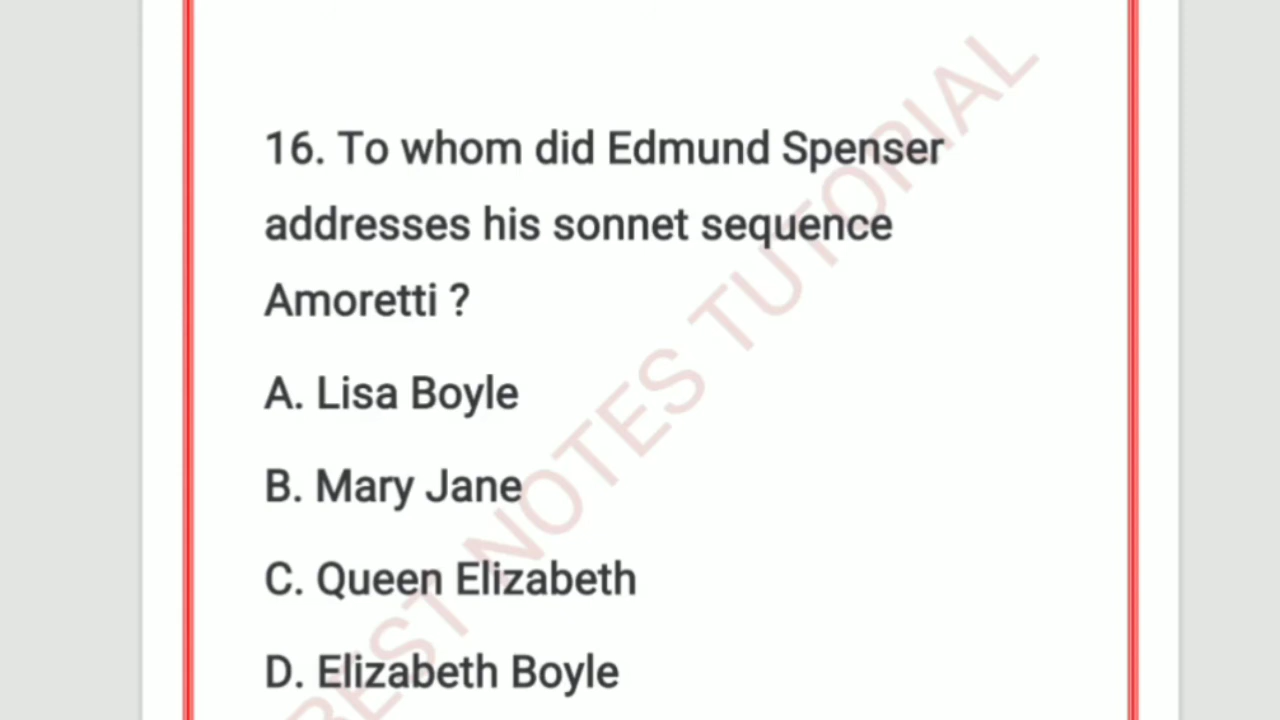 16. To whom did Edmund Spenser
addresses his sonnet sequence
Amoretti ?
A. Lisa Boyle
B. Mary Jane
C. Queen Elizabeth
D. Elizabeth Boyle
BEST NOTES TUTORIAL